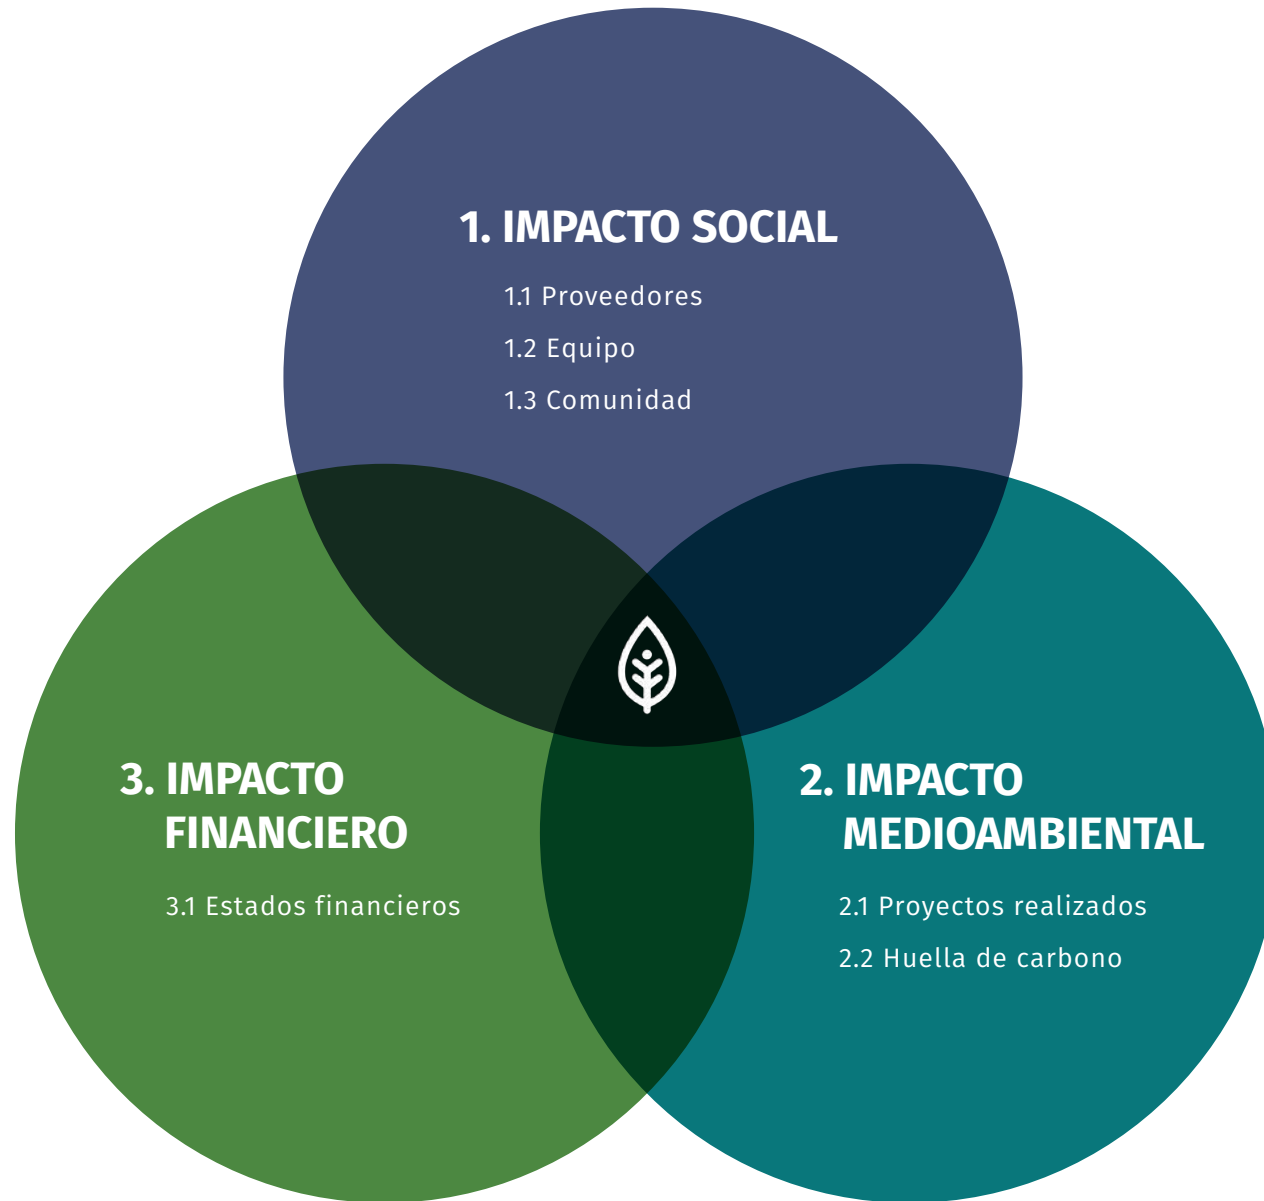 1. IMPACTO SOCIAL
1.1 Proveedores
1.2 Equipo
1.3 Comunidad
3. IMPACTO
FINANCIERO
3.1 Estados financieros
2. IMPACTO
MEDIOAMBIENTAL
2.1 Proyectos realizados
2.2 Huella de carbono